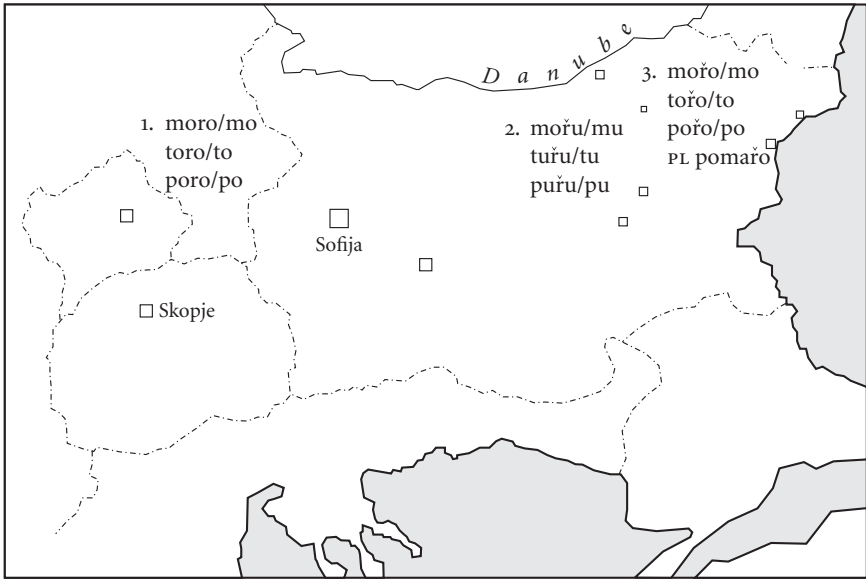 Danube
3. mořo/mo
tořo/to
pořo/po
PL pomařo
1. moro/mo
toro/to
poro/po
2. mořu/mu
tuřu/tu
puřu/pu
Sofija
Skopje